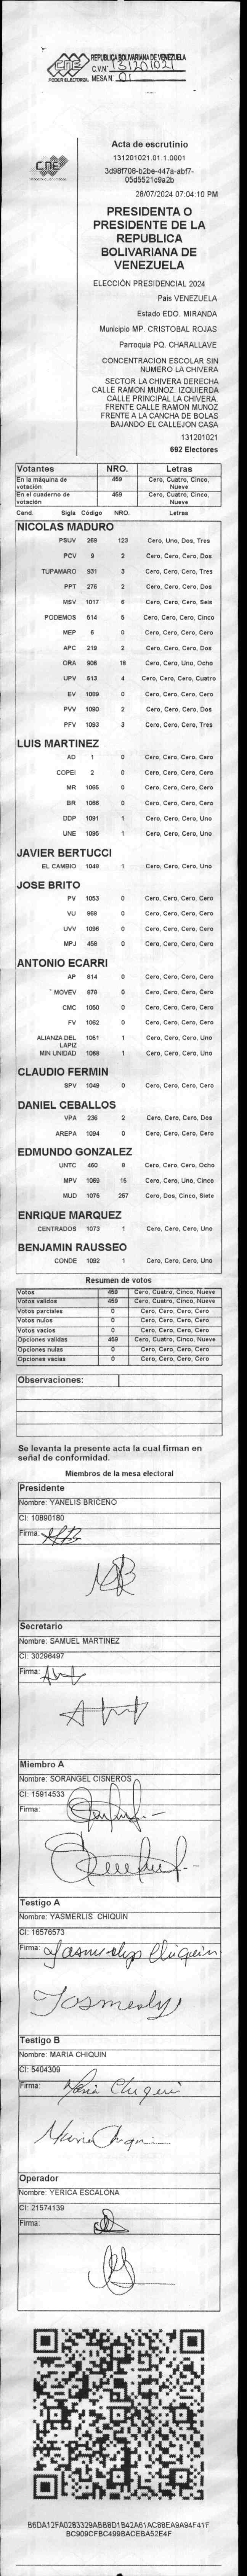 CNE
PODER ELECTORAL
REPUBLICA BOLIVARIANA DE VENEZUELA
C.V.Nº 131201021
MESA Nº 01
CNE
Acta de escrutinio
131201021.01.1.0001
3d98f708-b2be-447a-abf7-
05d5521c9a2b
28/07/2024 07:04:10 PM
PRESIDENTA O
PRESIDENTE DE LA
REPUBLICA
BOLIVARIANA DE
VENEZUELA
ELECCIÓN PRESIDENCIAL 2024
Pais VENEZUELA
Estado EDO. MIRANDA
Municipio MP. CRISTOBAL ROJAS
Parroquia PQ. CHARALLAVE
CONCENTRACION ESCOLAR SIN
NUMERO LA CHIVERA
SECTOR LA CHIVERA DERECHA
CALLE RAMON MUNOZ. IZQUIERDA
CALLE PRINCIPAL LA CHIVERA.
FRENTE CALLE RAMON MUNOZ
FRENTE A LA CANCHA DE BOLAS
BAJANDO EL CALLEJON CASA
131201021
692 Electores
Votantes NRO. Letras
En la máquina de votación 459 Cero, Cuatro, Cinco, Nueve
En el cuaderno de votación 459 Cero, Cuatro, Cinco, Nueve
Cand. Sigla Código NRO. Letras
NICOLAS MADURO
PSUV 269 123 Cero, Uno, Dos, Tres
PCV 9 2 Cero, Cero, Cero, Dos
TUPAMARO 931 3 Cero, Cero, Cero, Tres
PPT 276 2 Cero, Cero, Cero, Dos
MSV 1017 6 Cero, Cero, Cero, Seis
PODEMOS 514 5 Cero, Cero, Cero, Cinco
MEP 6 0 Cero, Cero, Cero, Cero
APC 219 2 Cero, Cero, Cero, Dos
ORA 906 18 Cero, Cero, Uno, Ocho
UPV 613 4 Cero, Cero, Cero, Cuatro
EV 1089 0 Cero, Cero, Cero, Cero
PVV 1090 2 Cero, Cero, Cero, Dos
PFV 1093 3 Cero, Cero, Cero, Tres
LUIS MARTINEZ
AD 1 0 Cero, Cero, Cero, Cero
COPEI 2 0 Cero, Cero, Cero, Cero
MR 1065 0 Cero, Cero, Cero, Cero
BR 1066 0 Cero, Cero, Cero, Cero
DDP 1091 1 Cero, Cero, Cero, Uno
UNE 1095 1 Cero, Cero, Cero, Uno
JAVIER BERTUCCI
EL CAMBIO 1048 1 Cero, Cero, Cero, Uno
JOSE BRITO
PV 1053 0 Cero, Cero, Cero, Cero
VU 868 0 Cero, Cero, Cero, Cero
UVV 1096 0 Cero, Cero, Cero, Cero
MPJ 458 0 Cero, Cero, Cero, Cero
ANTONIO ECARRI
AP 814 0 Cero, Cero, Cero, Cero
MOVEV 979 0 Cero, Cero, Cero, Cero
CMC 1050 0 Cero, Cero, Cero, Cero
FV 1062 0 Cero, Cero, Cero, Cero
ALIANZA DEL LAPIZ 1051 1 Cero, Cero, Cero, Uno
MIN UNIDAD 1068 1 Cero, Cero, Cero, Uno
CLAUDIO FERMIN
SPV 1049 0 Cero, Cero, Cero, Cero
DANIEL CEBALLOS
VPA 236 2 Cero, Cero, Cero, Dos
AREPA 1094 0 Cero, Cero, Cero, Cero
EDMUNDO GONZALEZ
UNTC 460 8 Cero, Cero, Cero, Ocho
MPV 1069 15 Cero, Cero, Uno, Cinco
MUD 1075 257 Cero, Dos, Cinco, Siete
ENRIQUE MARQUEZ
CENTRADOS 1073 1 Cero, Cero, Cero, Uno
BENJAMIN RAUSSEO
CONDE 1092 1 Cero, Cero, Cero, Uno
Resumen de votos
Votos 459 Cero, Cuatro, Cinco, Nueve
Votos validos 459 Cero, Cuatro, Cinco, Nueve
Votos parciales 0 Cero, Cero, Cero, Cero
Votos nulos 0 Cero, Cero, Cero, Cero
Votos vacios 0 Cero, Cero, Cero, Cero
Opciones validas 459 Cero, Cuatro, Cinco, Nueve
Opciones nulas 0 Cero, Cero, Cero, Cero
Opciones vacias 0 Cero, Cero, Cero, Cero
Observaciones:
Se levanta la presente acta la cual firman en
señal de conformidad.
Miembros de la mesa electoral
Presidente
Nombre: YANELIS BRICENO
CI: 10890180
Firma:
Secretario
Nombre: SAMUEL MARTINEZ
CI: 30296497
Firma:
Miembro A
Nombre: SORANGEL CISNEROS
CI: 15914533
Firma:
Testigo A
Nombre: YASMERLIS CHIQUIN
CI: 16576573
Firma: Chiquin
Testigo B
Nombre: MARIA CHIQUIN
CI: 5404309
Firma: Maria Chiquin
Operador
Nombre: YERICA ESCALONA
CI: 21574139
Firma:
B6DA12FA0283329ABB8D1B42A61AC88EA9A94F41F
BC909CFBC499BACEBA52E4F